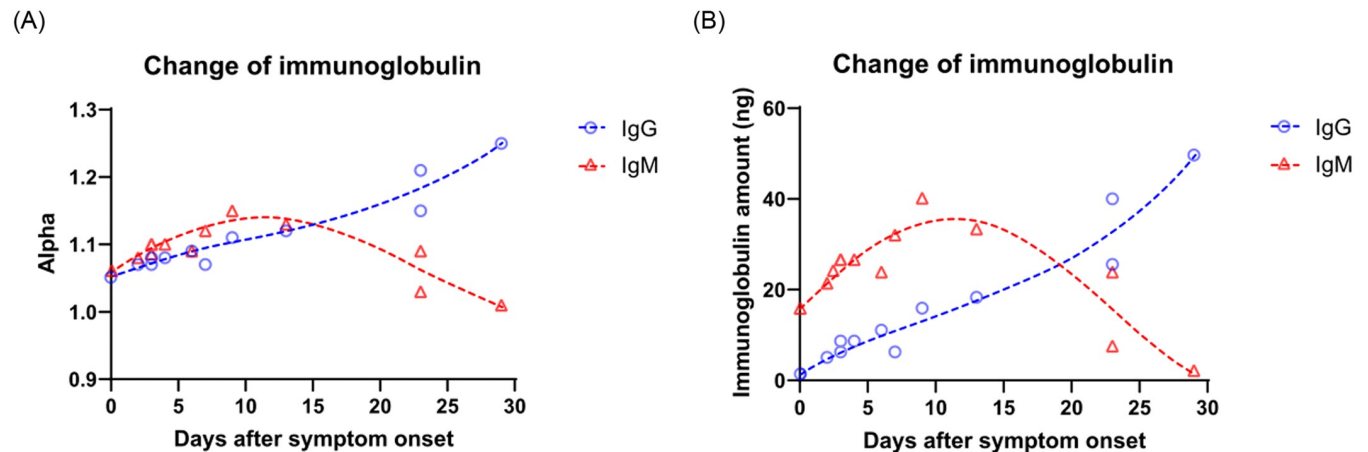 (A)
Change of immunoglobulin
1.3
1.2
1.1
1.0
0.9
Alpha
0 5 10 15 20 25 30
Days after symptom onset
IgG
IgM
(B)
Change of immunoglobulin
60
40
20
0
Immunoglobulin amount (ng)
0 5 10 15 20 25 30
Days after symptom onset
IgG
IgM